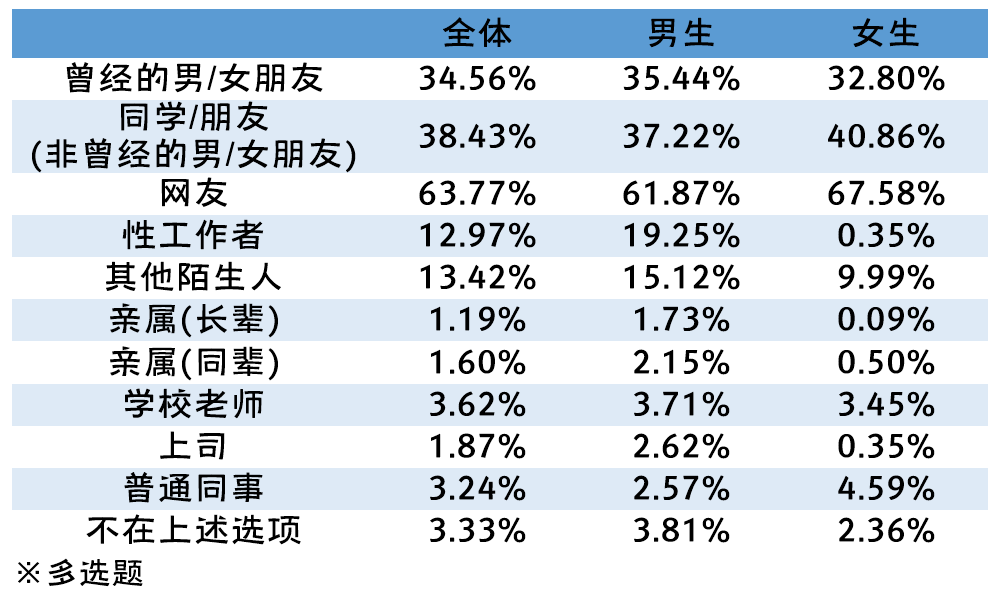 全体 男生 女生
曾经的男/女朋友 34.56% 35.44% 32.80%
同学/朋友
(非曾经的男/女朋友) 38.43% 37.22% 40.86%
网友 63.77% 61.87% 67.58%
性工作者 12.97% 19.25% 0.35%
其他陌生人 13.42% 15.12% 9.99%
亲属(长辈) 1.19% 1.73% 0.09%
亲属(同辈) 1.60% 2.15% 0.50%
学校老师 3.62% 3.71% 3.45%
上司 1.87% 2.62% 0.35%
普通同事 3.24% 2.57% 4.59%
不在上述选项 3.33% 3.81% 2.36%
※多选题